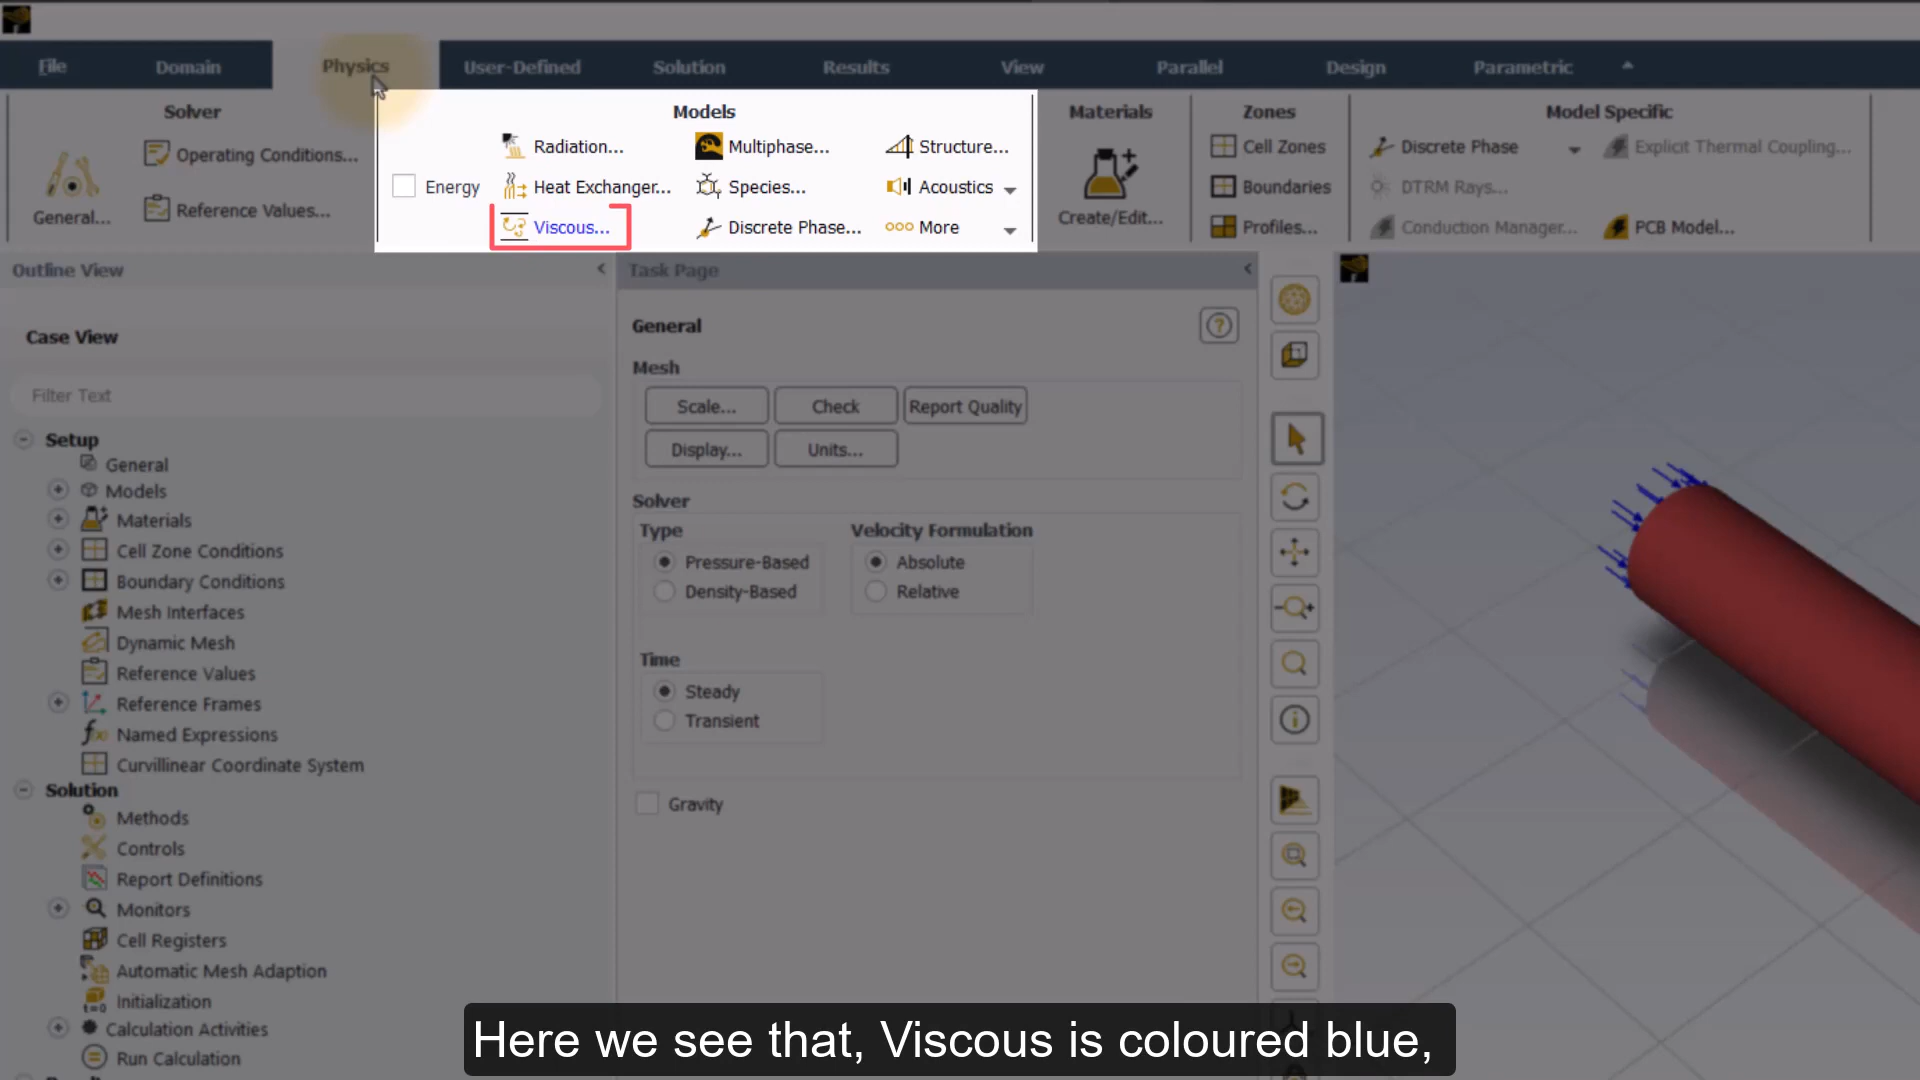 File
Domain
Physics
User-Defined
Solution
Results
View
Parallel
Design
Parametric
Solver
General...
Operating Conditions...
Reference Values...
Models
Energy
Radiation...
Heat Exchanger...
Viscous...
Multiphase...
Species...
Discrete Phase...
Structure...
Acoustics
More
Materials
Create/Edit...
Zones
Cell Zones
Boundaries
Profiles...
Model Specific
Discrete Phase
DTRM Rays...
Conduction Manager...
Explicit Thermal Coupling...
PCB Model...
Outline View
Case View
Filter Text
Setup
General
Models
Materials
Cell Zone Conditions
Boundary Conditions
Mesh Interfaces
Dynamic Mesh
Reference Values
Reference Frames
Named Expressions
Curvilinear Coordinate System
Solution
Methods
Controls
Report Definitions
Monitors
Cell Registers
Automatic Mesh Adaption
Initialization
Calculation Activities
Run Calculation
Task Page
General
Mesh
Scale...
Check
Report Quality
Display...
Units...
Solver
Type
Velocity Formulation
Pressure-Based
Absolute
Density-Based
Relative
Time
Steady
Transient
Gravity
Here we see that, Viscous is coloured blue,